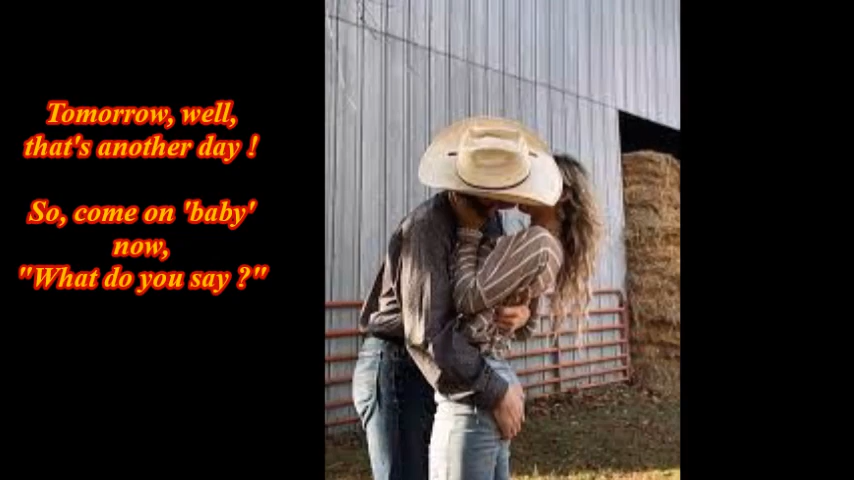 Tomorrow, well,
that's another day !
So, come on 'baby'
now,
"What do you say ?"